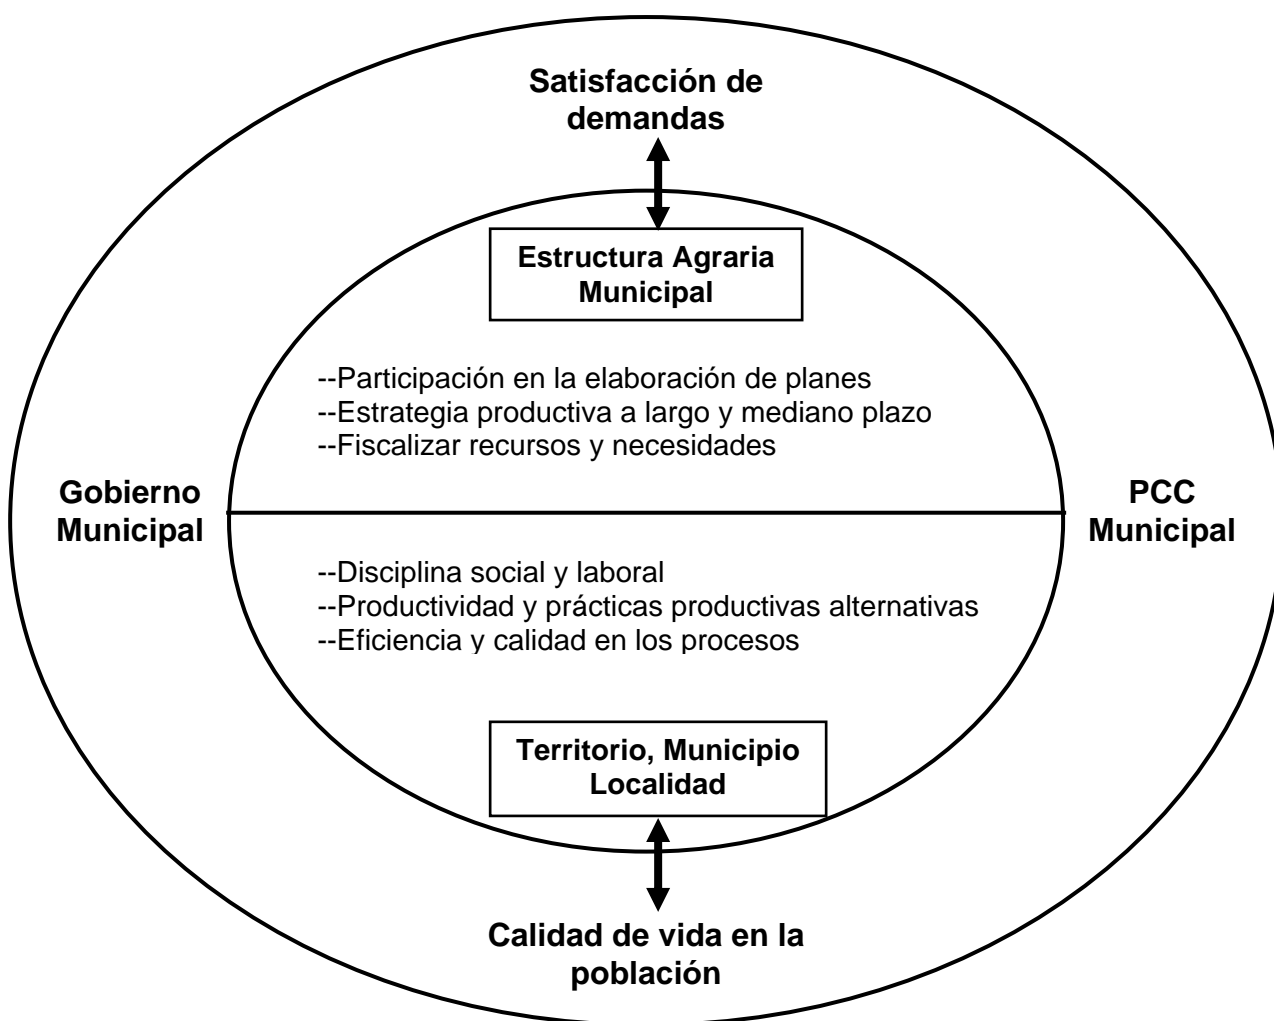 Satisfacción de
demandas
Estructura Agraria
Municipal
--Participación en la elaboración de planes
--Estrategia productiva a largo y mediano plazo
--Fiscalizar recursos y necesidades
Gobierno
Municipal
PCC
Municipal
--Disciplina social y laboral
--Productividad y prácticas productivas alternativas
--Eficiencia y calidad en los procesos
Territorio, Municipio
Localidad
Calidad de vida en la
población